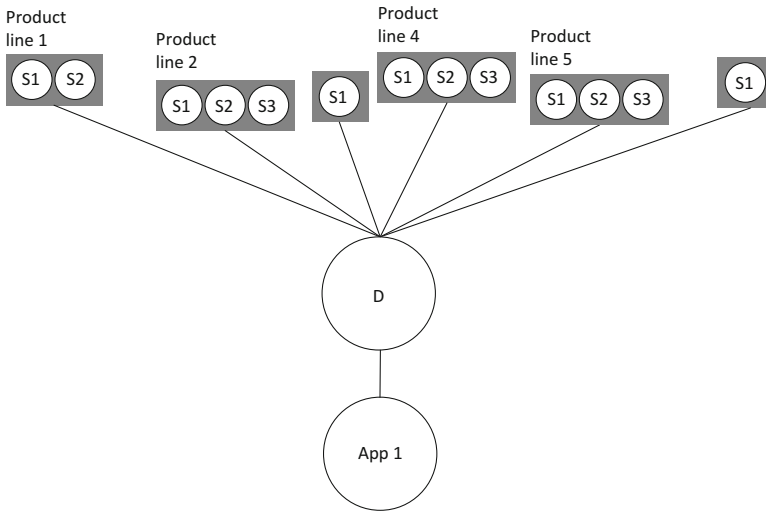 Product
line 1
S1 S2
Product
line 2
S1 S2 S3
S1
Product
line 4
S1 S2 S3
Product
line 5
S1 S2 S3
S1
D
App 1